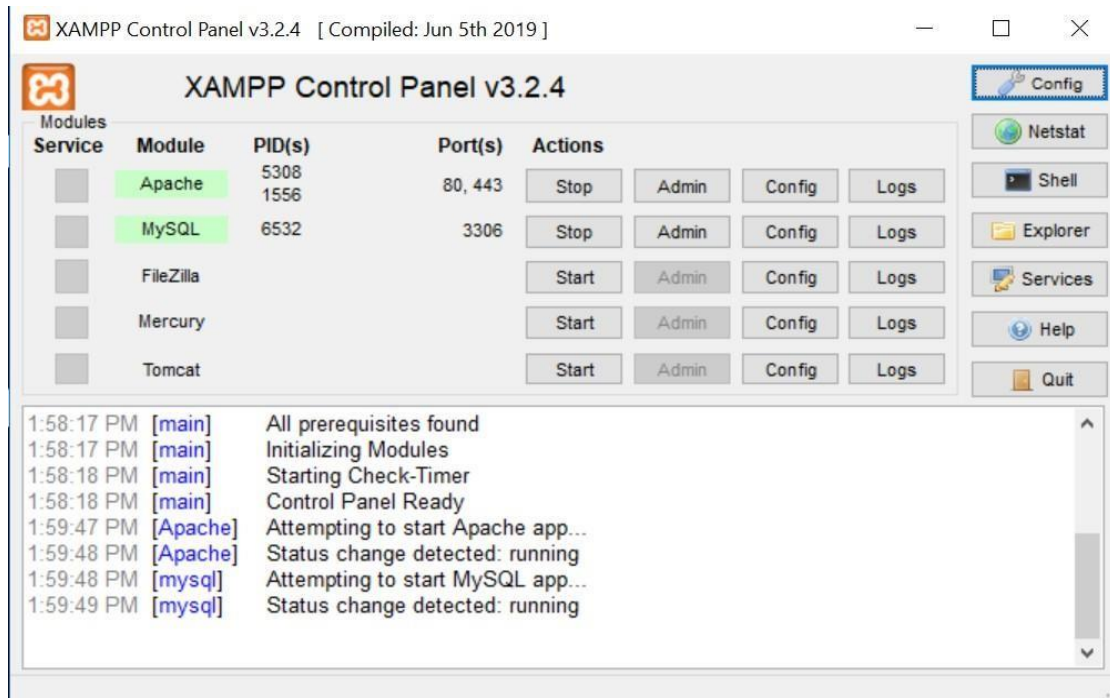 XAMPP Control Panel v3.2.4 [ Compiled: Jun 5th 2019 ]
XAMPP Control Panel v3.2.4
Config
Modules
Service Module PID(s) Port(s) Actions
Netstat
Apache 5308 1556 80, 443 Stop Admin Config Logs
Shell
MySQL 6532 3306 Stop Admin Config Logs
Explorer
FileZilla Start Admin Config Logs
Services
Mercury Start Admin Config Logs
Help
Tomcat Start Admin Config Logs
Quit
1:58:17 PM [main] All prerequisites found
1:58:17 PM [main] Initializing Modules
1:58:18 PM [main] Starting Check-Timer
1:58:18 PM [main] Control Panel Ready
1:59:47 PM [Apache] Attempting to start Apache app...
1:59:48 PM [Apache] Status change detected: running
1:59:48 PM [mysql] Attempting to start MySQL app...
1:59:49 PM [mysql] Status change detected: running